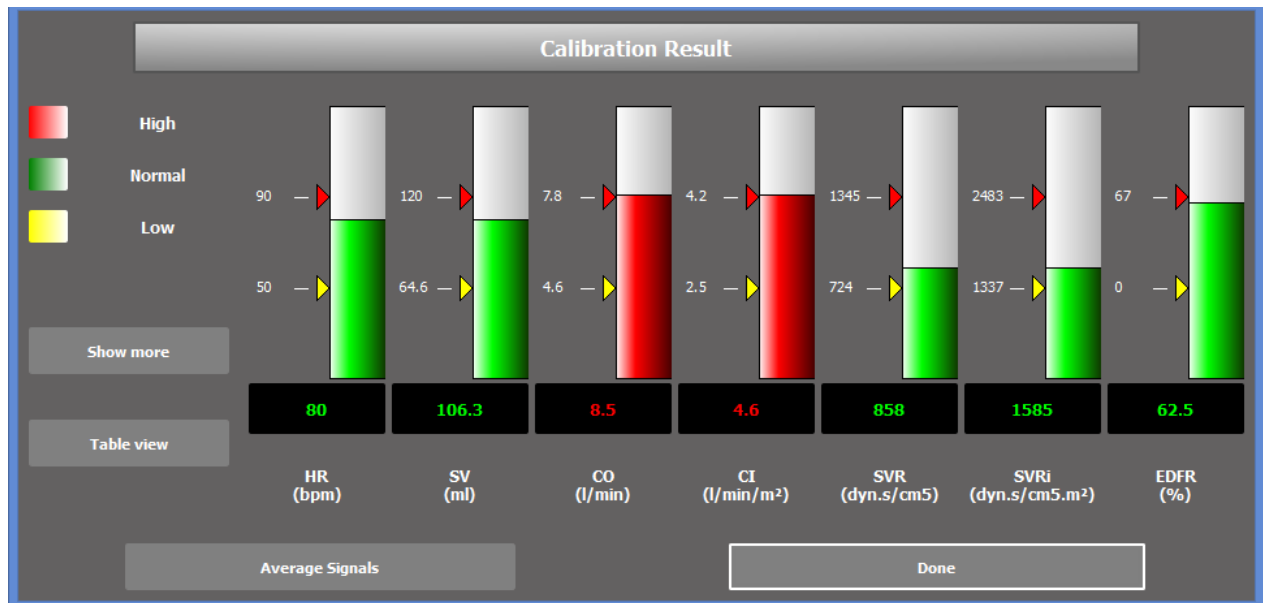 Calibration Result
High
Normal
Low
90 —
50 —
120 —
64.6 —
7.8 —
4.6 —
4.2 —
2.5 —
1345 —
724 —
2483 —
1337 —
67 —
0 —
Show more
Table view
80
106.3
8.5
4.6
858
1585
62.5
HR
(bpm)
SV
(ml)
CO
(l/min)
CI
(l/min/m²)
SVR
(dyn.s/cm5)
SVRi
(dyn.s/cm5.m²)
EDFR
(%)
Average Signals
Done